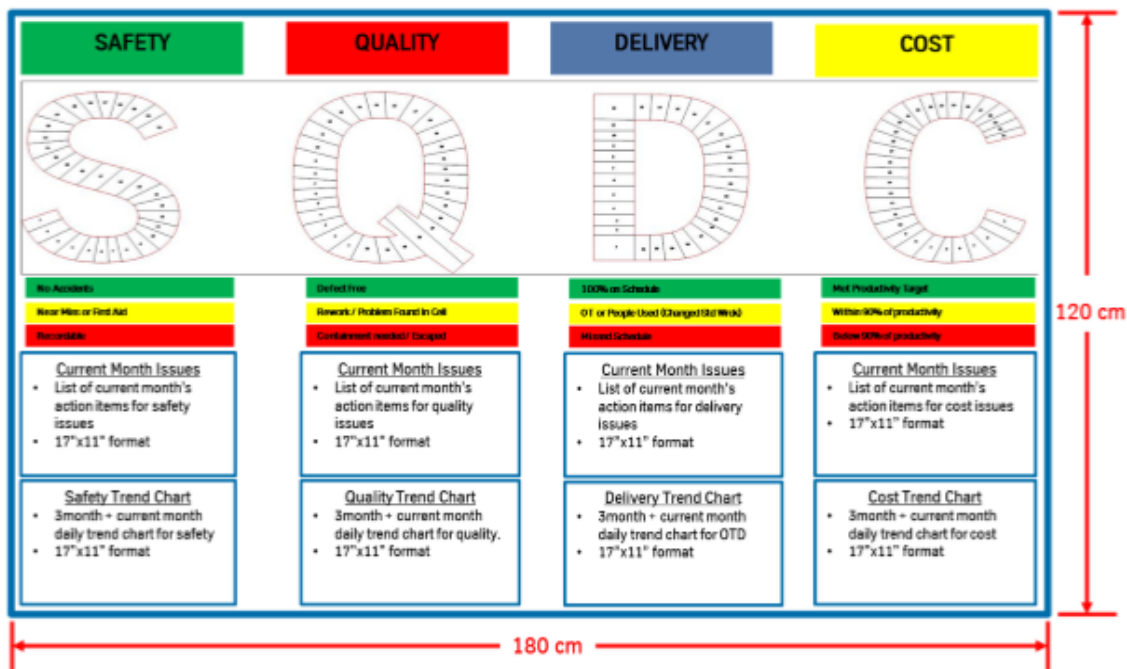 SAFETY
QUALITY
DELIVERY
COST
No Accidents
Near Miss or First Aid
Recordable
Defect Free
Rework / Problem Found in Cell
Containment needed / Escaped
100% on Schedule
OT or People Used (Changed Std Wrok)
Missed Schedule
Met Productivity Target
Within 90% of productivity
Below 90% of productivity
Current Month Issues
• List of current month's
action items for safety
issues
• 17"x11" format
Current Month Issues
• List of current month's
action items for quality
issues
• 17"x11" format
Current Month Issues
• List of current month's
action items for delivery
issues
• 17"x11" format
Current Month Issues
• List of current month's
action items for cost issues
• 17"x11" format
Safety Trend Chart
• 3month + current month
daily trend chart for safety
• 17"x11" format
Quality Trend Chart
• 3month + current month
daily trend chart for quality.
• 17"x11" format
Delivery Trend Chart
• 3month + current month
daily trend chart for OTD
• 17"x11" format
Cost Trend Chart
• 3month + current month
daily trend chart for cost
• 17"x11" format
120 cm
180 cm